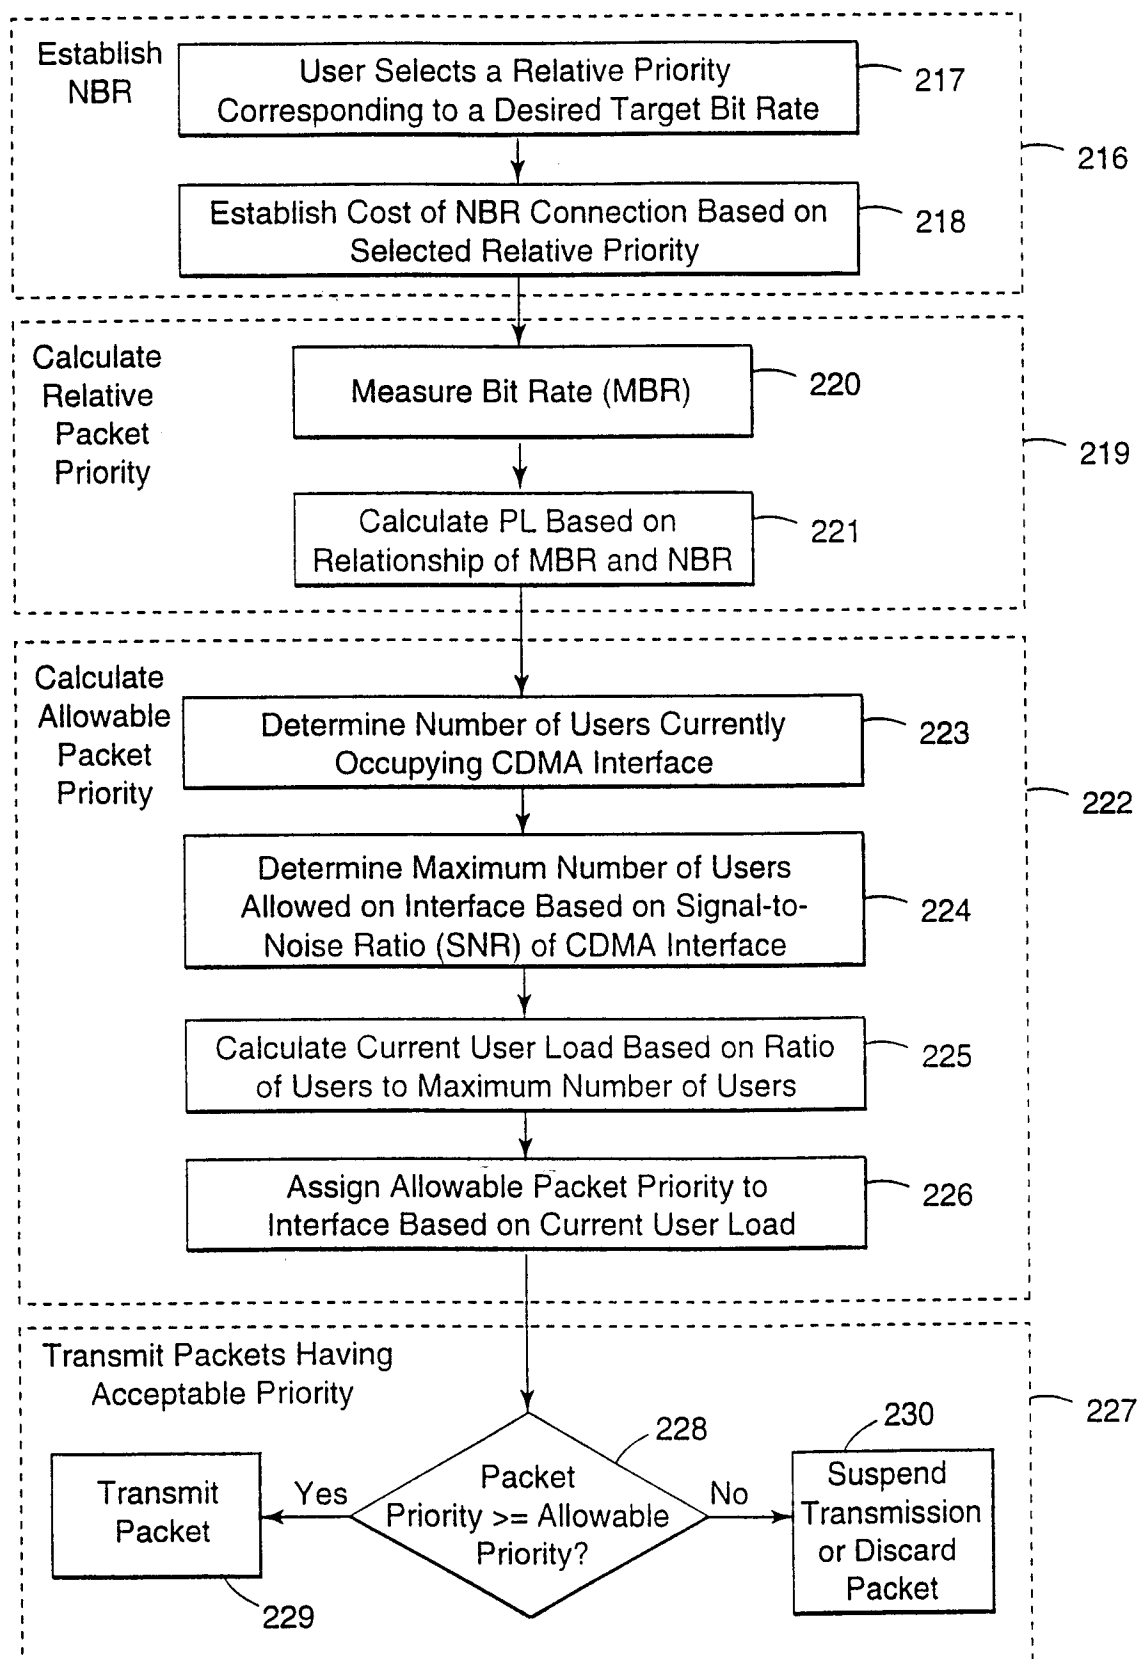 Establish
NBR
User Selects a Relative Priority
Corresponding to a Desired Target Bit Rate
217
216
Establish Cost of NBR Connection Based on
Selected Relative Priority
218
Calculate
Relative
Packet
Priority
Measure Bit Rate (MBR)
220
219
Calculate PL Based on
Relationship of MBR and NBR
221
Calculate
Allowable
Packet
Priority
Determine Number of Users Currently
Occupying CDMA Interface
223
222
Determine Maximum Number of Users
Allowed on Interface Based on Signal-to-
Noise Ratio (SNR) of CDMA Interface
224
Calculate Current User Load Based on Ratio
of Users to Maximum Number of Users
225
Assign Allowable Packet Priority to
Interface Based on Current User Load
226
Transmit Packets Having
Acceptable Priority
227
228
Packet
Priority >= Allowable
Priority?
Yes
Transmit
Packet
229
No
230
Suspend
Transmission
or Discard
Packet